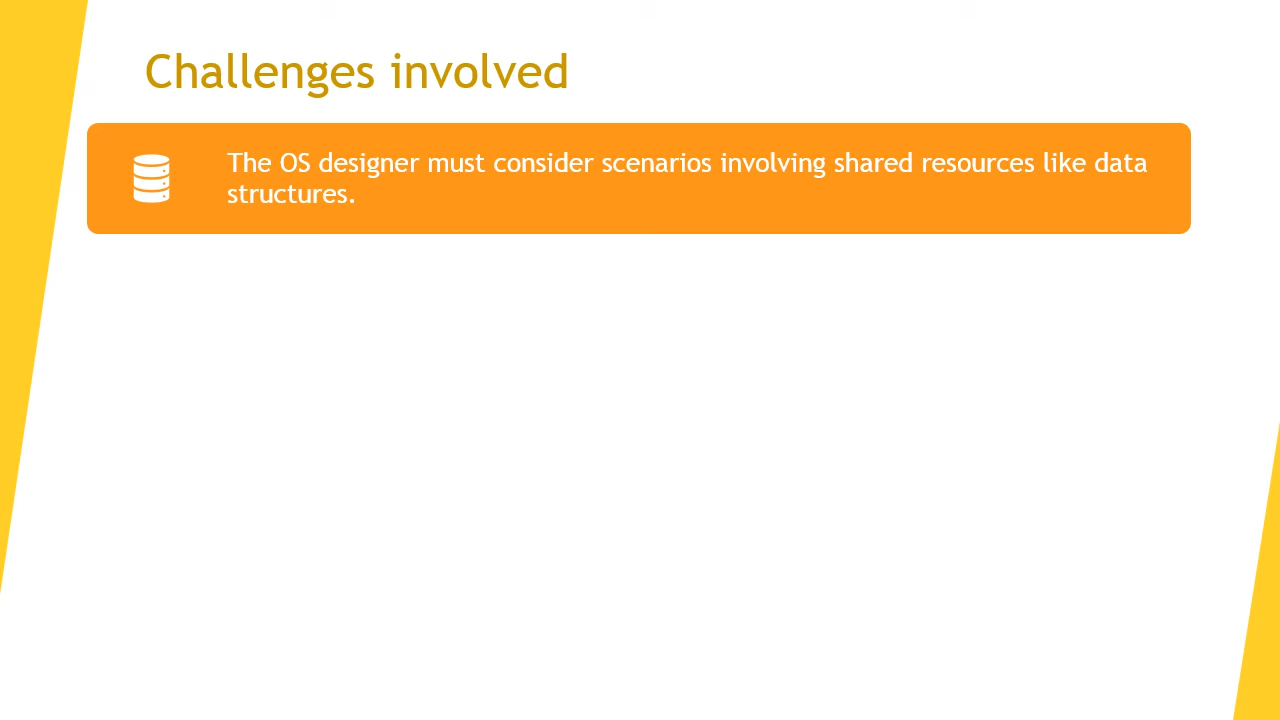 Challenges involved
The OS designer must consider scenarios involving shared resources like data
structures.